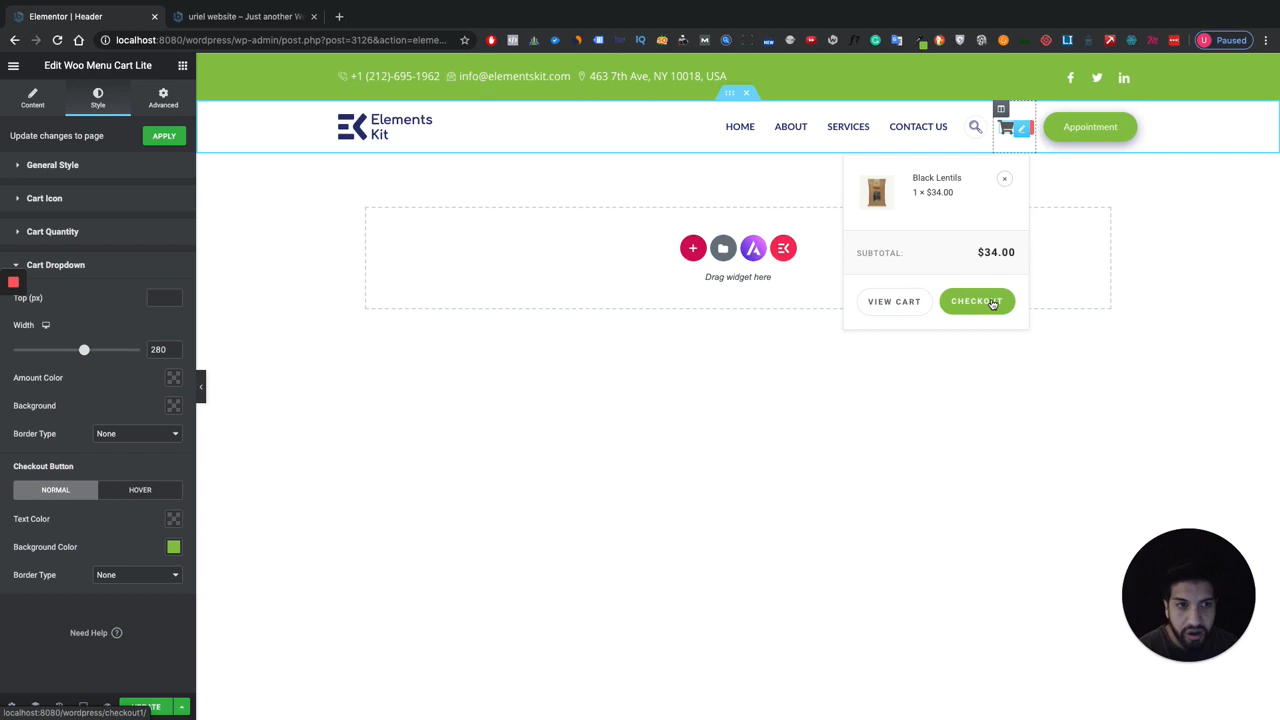 Elementor | Header
uriel website – Just another W
localhost:8080/wordpress/wp-admin/post.php?post=3126&action=eleme...
Paused
Edit Woo Menu Cart Lite
Content
Style
Advanced
Update changes to page
APPLY
General Style
Cart Icon
Cart Quantity
Cart Dropdown
Top (px)
Width
280
Amount Color
Background
Border Type
None
Checkout Button
NORMAL
HOVER
Text Color
Background Color
Border Type
None
Need Help
UPDATE
localhost:8080/wordpress/checkout1/
+1 (212)-695-1962
info@elementskit.com
463 7th Ave, NY 10018, USA
Elements
Kit
HOME
ABOUT
SERVICES
CONTACT US
Appointment
Black Lentils
1 × $34.00
SUBTOTAL:
$34.00
VIEW CART
CHECKOUT
Drag widget here